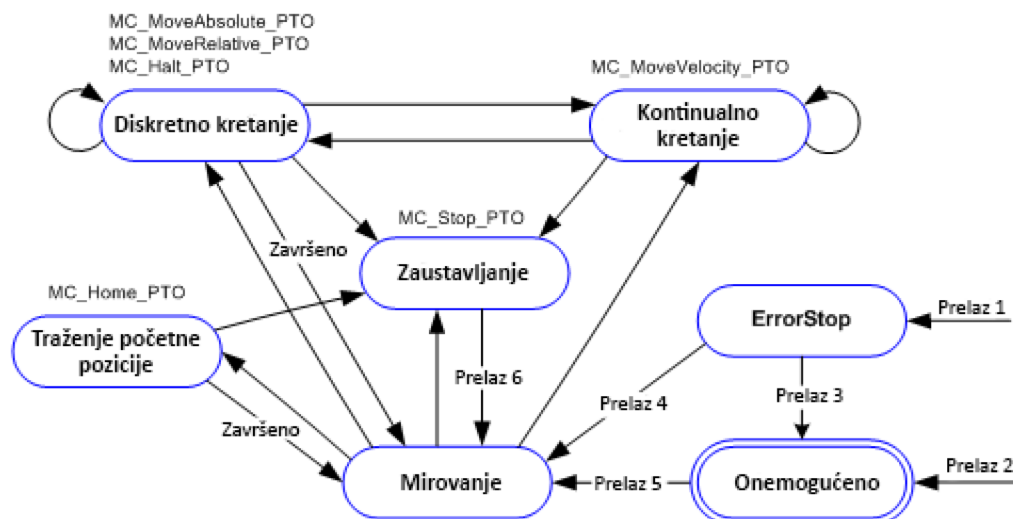 MC_MoveAbsolute_PTO
MC_MoveRelative_PTO
MC_Halt_PTO
MC_MoveVelocity_PTO
Diskretno kretanje
Kontinualno
kretanje
MC_Stop_PTO
Završeno
Zaustavljanje
MC_Home_PTO
ErrorStop
Prelaz 1
Traženje početne
pozicije
Prelaz 6
Prelaz 4
Prelaz 3
Završeno
Mirovanje
Prelaz 5
Onemogućeno
Prelaz 2